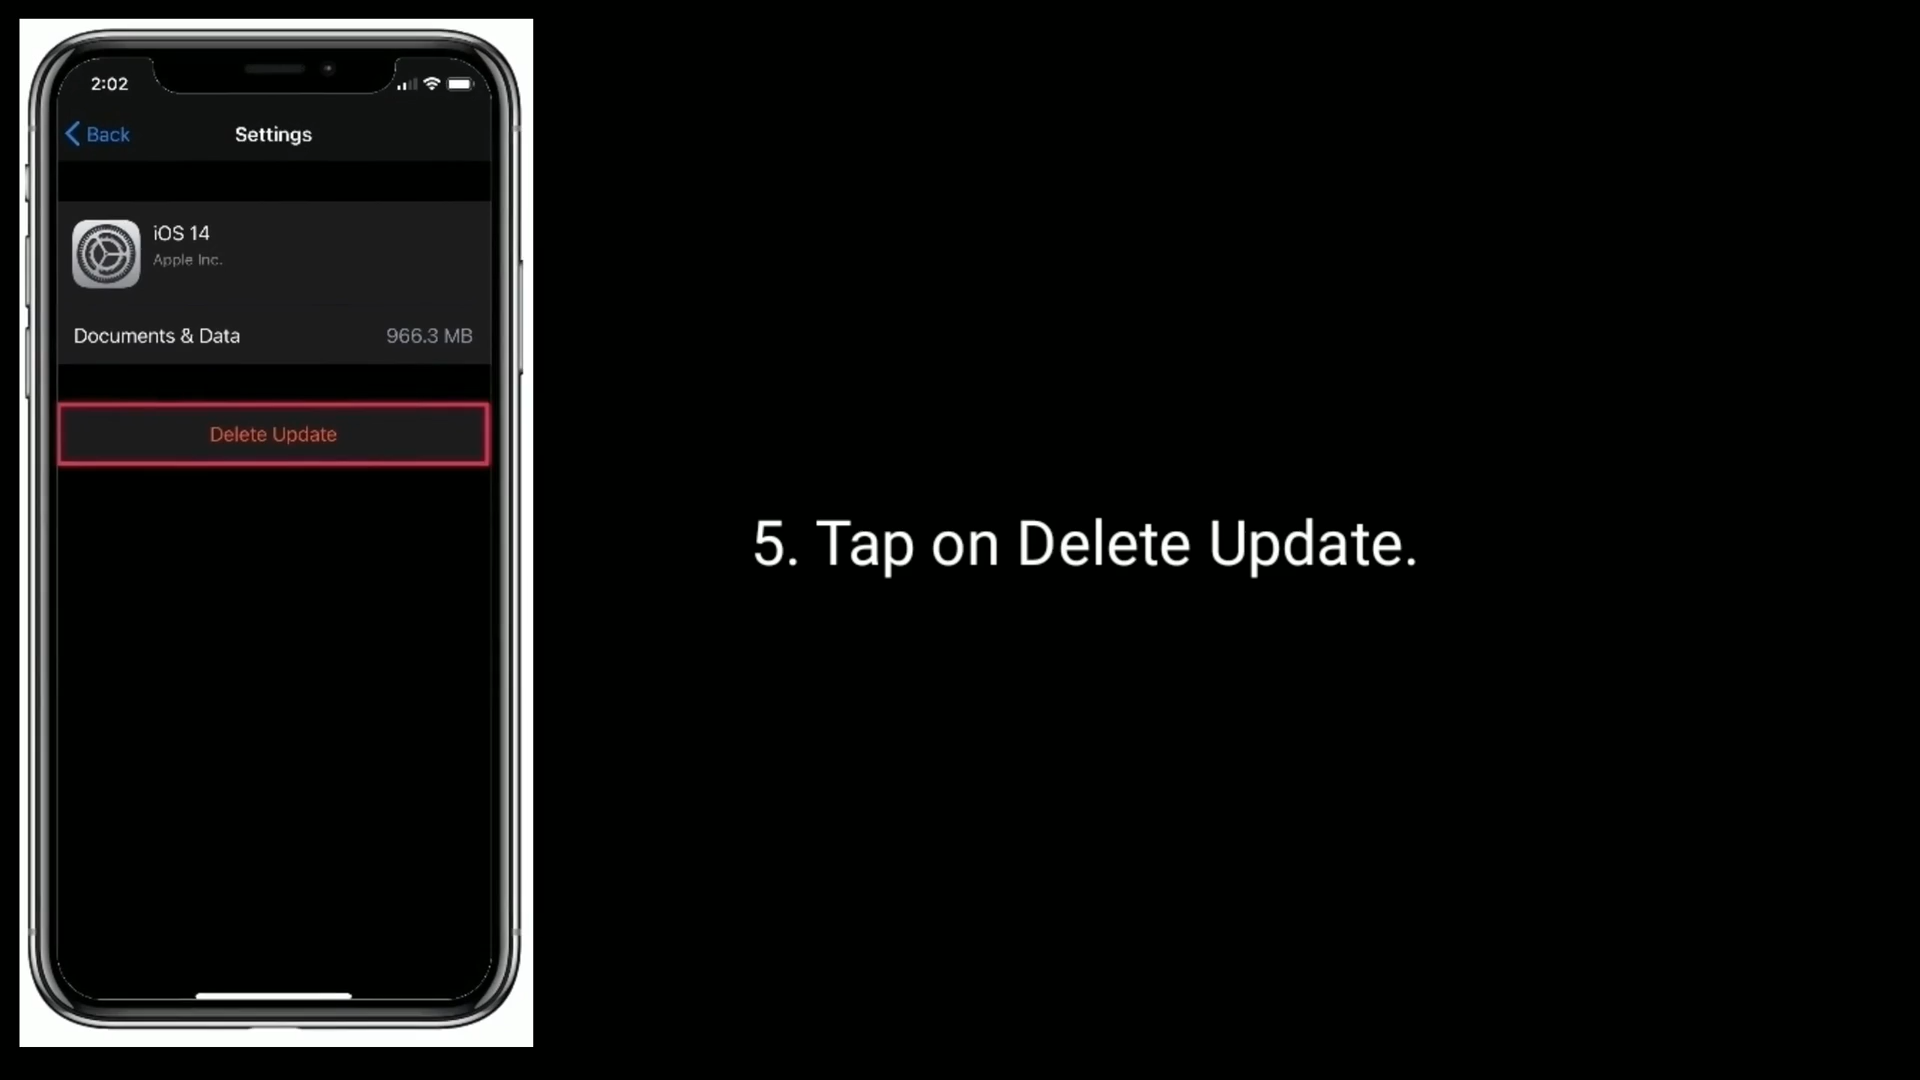 2:02
Back
Settings
iOS 14
Apple Inc.
Documents & Data 966.3 MB
Delete Update
5. Tap on Delete Update.